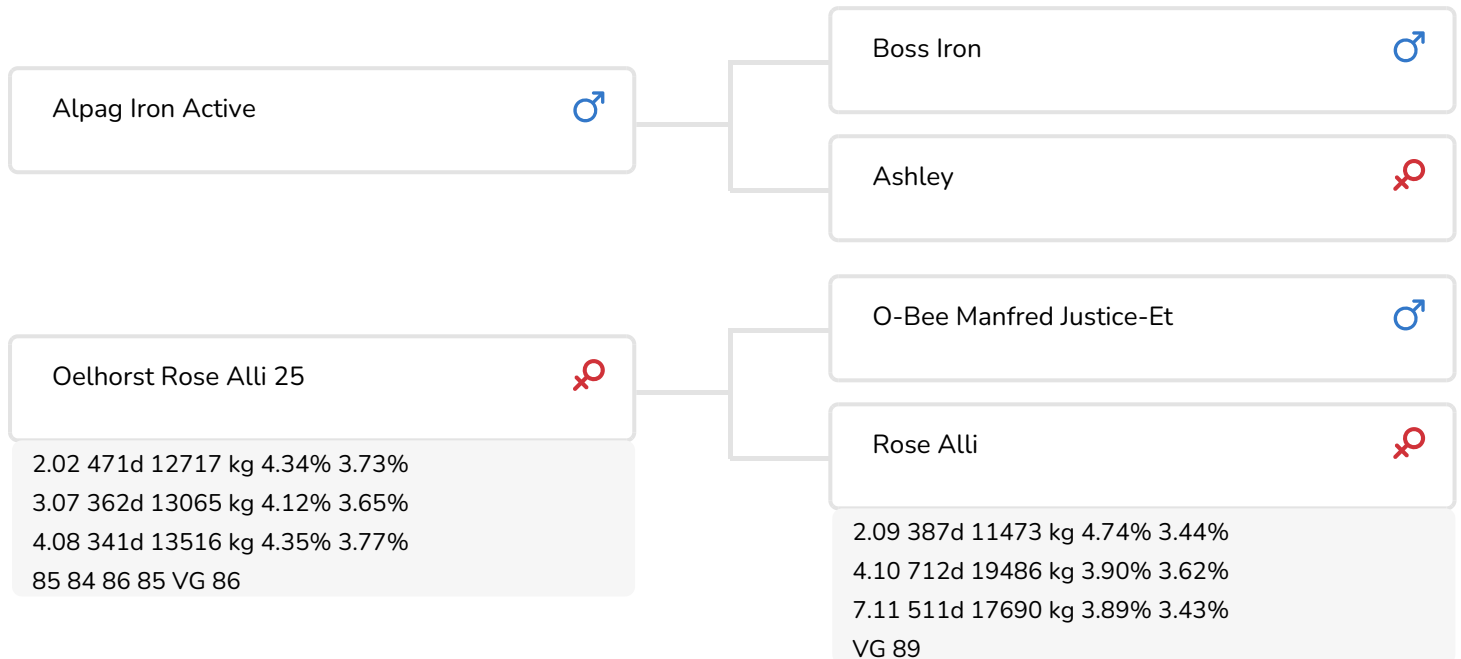 Alpag Iron Active
Boss Iron
Ashley
Oelhorst Rose Alli 25
2.02 471d 12717 kg 4.34% 3.73%
3.07 362d 13065 kg 4.12% 3.65%
4.08 341d 13516 kg 4.35% 3.77%
85 84 86 85 VG 86
O-Bee Manfred Justice-Et
Rose Alli
2.09 387d 11473 kg 4.74% 3.44%
4.10 712d 19486 kg 3.90% 3.62%
7.11 511d 17690 kg 3.89% 3.43%
VG 89